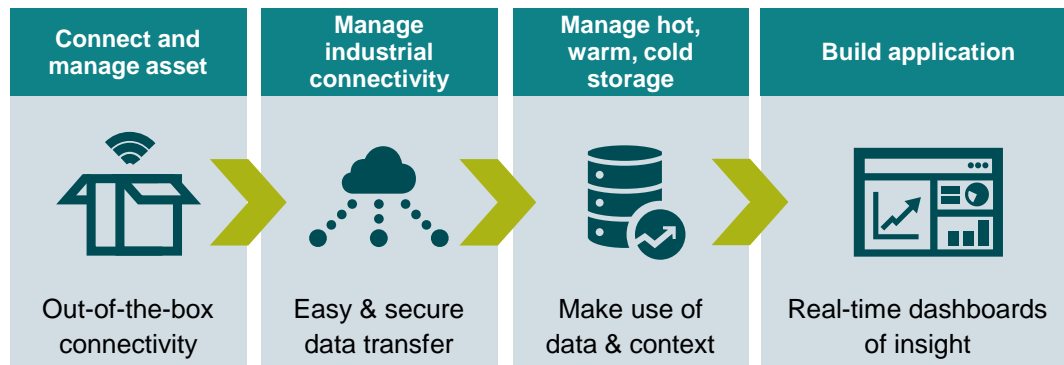 Connect and
manage asset
Out-of-the-box
connectivity
Manage
industrial
connectivity
Easy & secure
data transfer
Manage hot,
warm, cold
storage
Make use of
data & context
Build application
Real-time dashboards
of insight